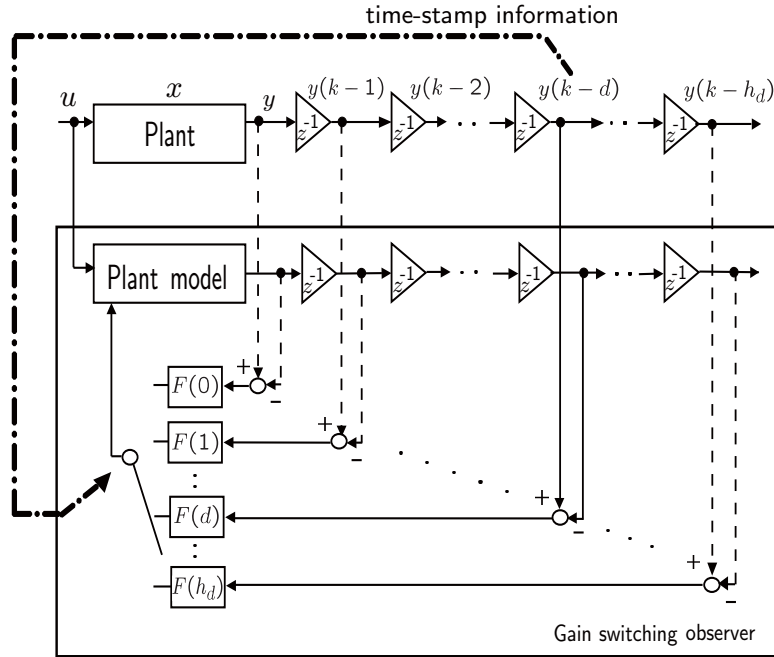 time-stamp information
u
x
y
y(k − 1)
y(k − 2)
y(k − d)
y(k − h_d)
Plant
z^-1
z^-1
. .
z^-1
. .
z^-1
Plant model
z^-1
z^-1
. .
z^-1
. .
z^-1
F(0)
+
−
F(1)
+
−
F(d)
+
−
F(h_d)
+
−
Gain switching observer